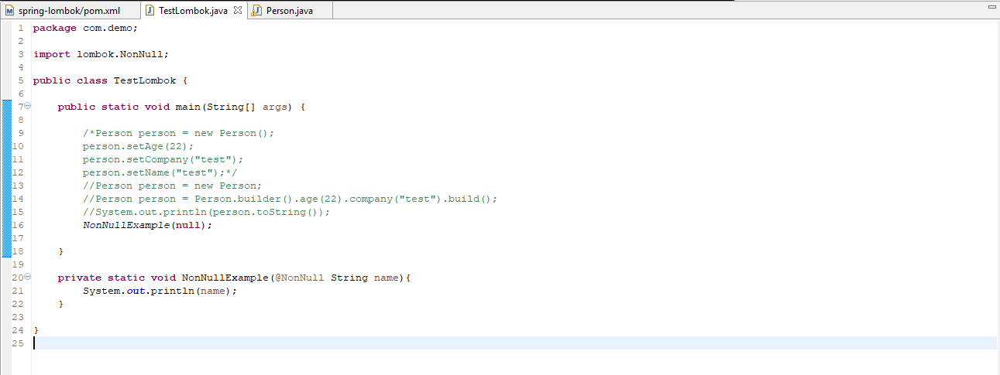 spring-lombok/pom.xml TestLombok.java Person.java
1 package com.demo;
2
3 import lombok.NonNull;
4
5 public class TestLombok {
6
7 public static void main(String[] args) {
8
9 /*Person person = new Person();
10 person.setAge(22);
11 person.setCompany("test");
12 person.setName("test");*/
13 //Person person = new Person;
14 //Person person = Person.builder().age(22).company("test").build();
15 //System.out.println(person.toString());
16 NonNullExample(null);
17
18 }
19
20 private static void NonNullExample(@NonNull String name){
21 System.out.println(name);
22 }
23
24 }
25